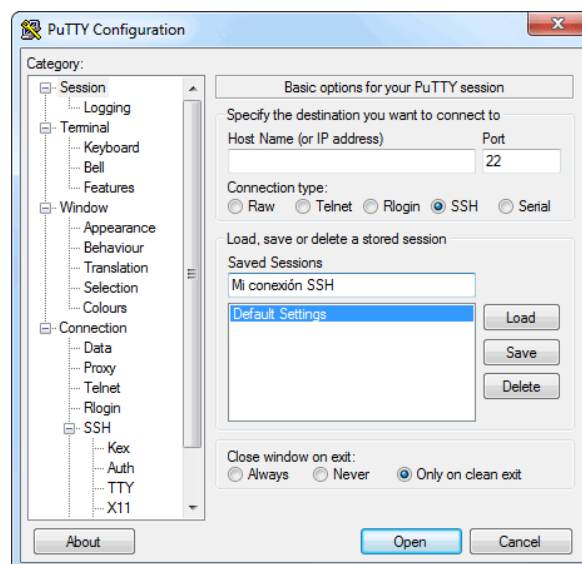 PuTTY Configuration
Category:
Session
Logging
Terminal
Keyboard
Bell
Features
Window
Appearance
Behaviour
Translation
Selection
Colours
Connection
Data
Proxy
Telnet
Rlogin
SSH
Kex
Auth
TTY
X11
Basic options for your PuTTY session
Specify the destination you want to connect to
Host Name (or IP address) Port
22
Connection type:
Raw Telnet Rlogin SSH Serial
Load, save or delete a stored session
Saved Sessions
Mi conexión SSH
Default Settings
Load
Save
Delete
Close window on exit:
Always Never Only on clean exit
About Open Cancel